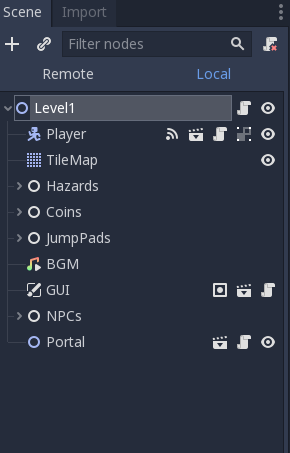 Scene Import
Filter nodes
Remote Local
Level1
Player
TileMap
Hazards
Coins
JumpPads
BGM
GUI
NPCs
Portal